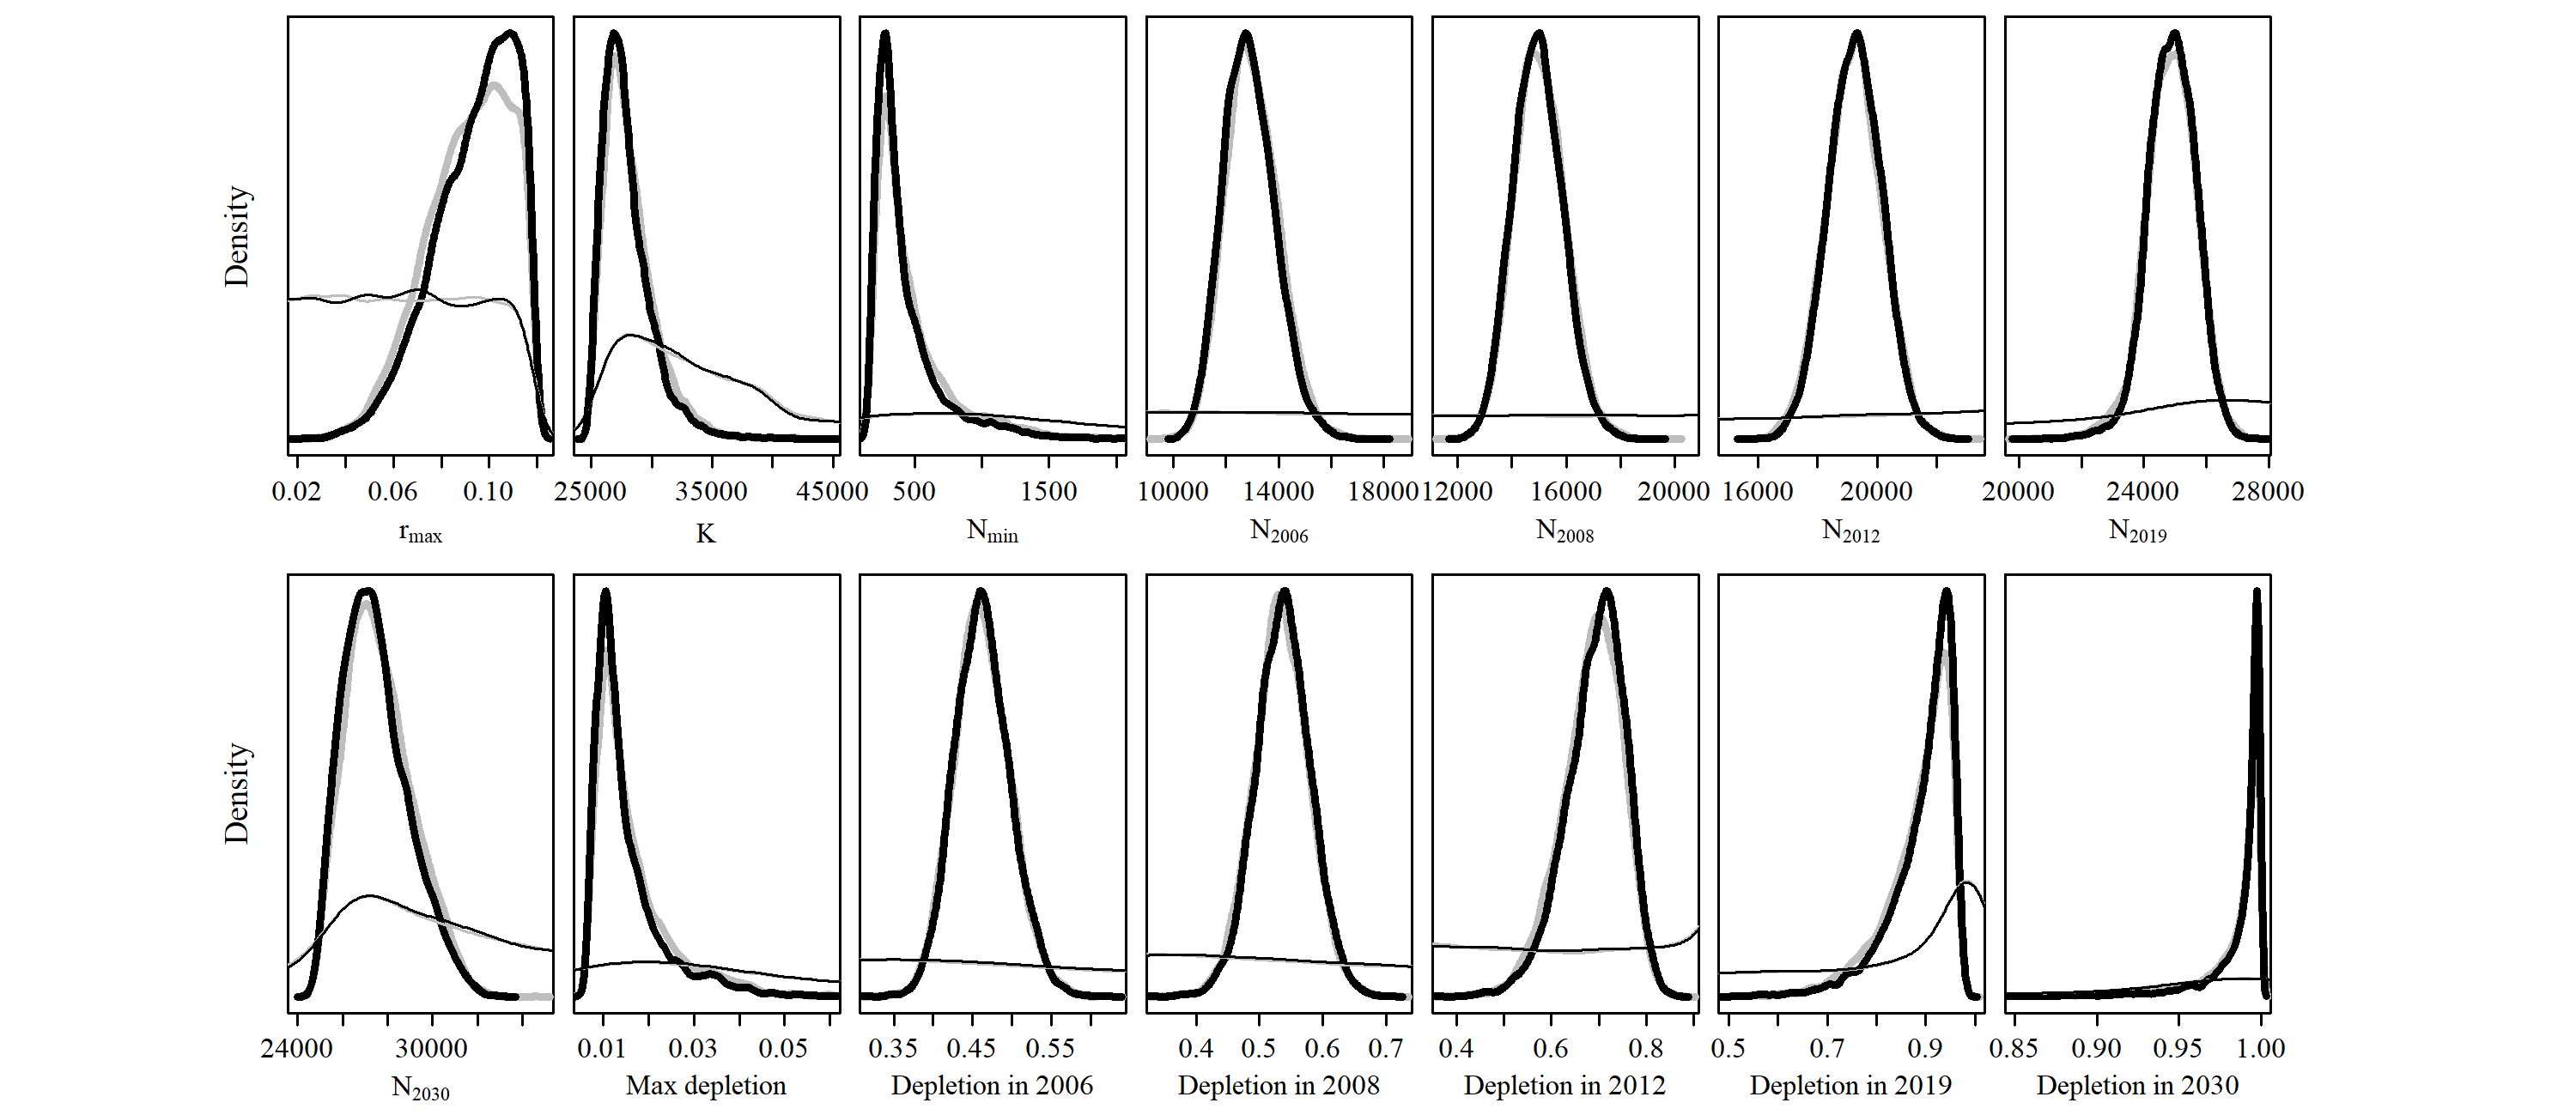 Density
0.02 0.06 0.10
r_max
25000 35000 45000
K
500 1500
N_min
10000 14000 18000
N_2006
12000 16000 20000
N_2008
16000 20000
N_2012
20000 24000 28000
N_2019
Density
24000 30000
N_2030
0.01 0.03 0.05
Max depletion
0.35 0.45 0.55
Depletion in 2006
0.4 0.5 0.6 0.7
Depletion in 2008
0.4 0.6 0.8
Depletion in 2012
0.5 0.7 0.9
Depletion in 2019
0.85 0.90 0.95 1.00
Depletion in 2030